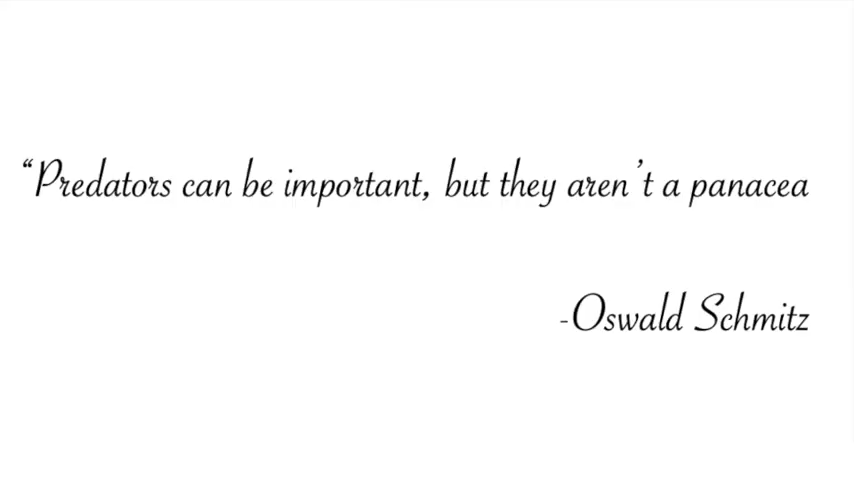 “Predators can be important, but they aren’t a panacea
-Oswald Schmitz